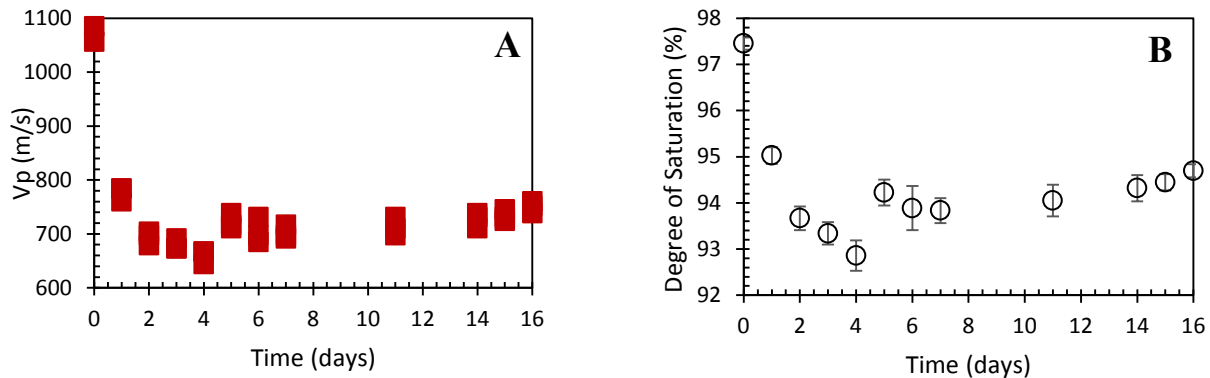 A
Vp (m/s)
1100
1000
900
800
700
600
0 2 4 6 8 10 12 14 16
Time (days)
B
Degree of Saturation (%)
98
97
96
95
94
93
92
0 2 4 6 8 10 12 14 16
Time (days)